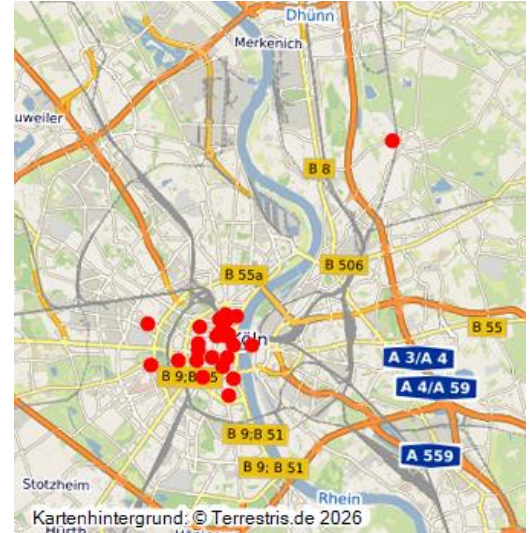 Dhünn
Merkenich
uweiler
B 8
B 506
B 55a
B 55
Köln
A 3/A 4
B 9;B 55
A 4/A 59
B 9;B 51
A 559
B 9; B 51
Stotzheim
Rhein
Kartenhintergrund: © Terrestris.de 2026
Hürth